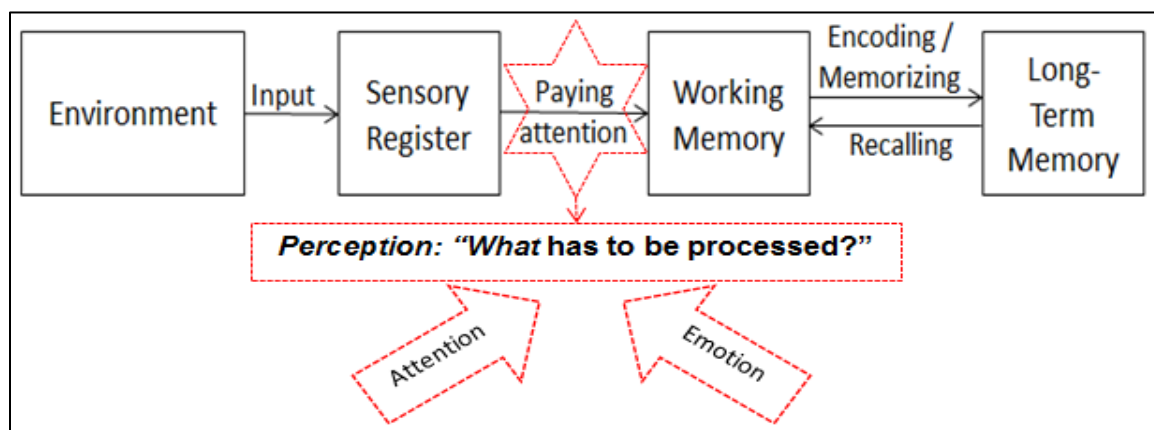 Environment
Input
Sensory
Register
Paying
attention
Working
Memory
Encoding /
Memorizing
Recalling
Long-
Term
Memory
Perception: “What has to be processed?”
Attention
Emotion